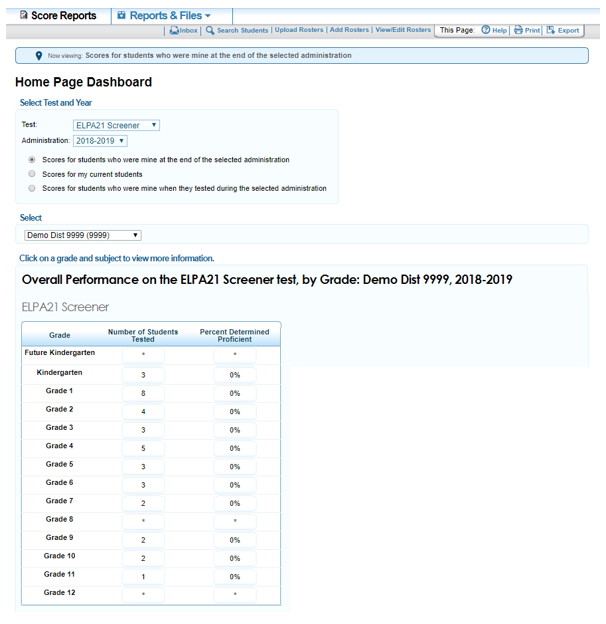 Score Reports Reports & Files
Inbox | Search Students | Upload Rosters | Add Rosters | View/Edit Rosters This Page: Help | Print | Export
Now viewing: Scores for students who were mine at the end of the selected administration
Home Page Dashboard
Select Test and Year
Test: ELPA21 Screener
Administration: 2018-2019
Scores for students who were mine at the end of the selected administration
Scores for my current students
Scores for students who were mine when they tested during the selected administration
Select
Demo Dist 9999 (9999)
Click on a grade and subject to view more information.
Overall Performance on the ELPA21 Screener test, by Grade: Demo Dist 9999, 2018-2019
ELPA21 Screener
Grade Number of Students Tested Percent Determined Proficient
Future Kindergarten * *
Kindergarten 3 0%
Grade 1 8 0%
Grade 2 4 0%
Grade 3 3 0%
Grade 4 5 0%
Grade 5 3 0%
Grade 6 3 0%
Grade 7 2 0%
Grade 8 * *
Grade 9 2 0%
Grade 10 2 0%
Grade 11 1 0%
Grade 12 * *